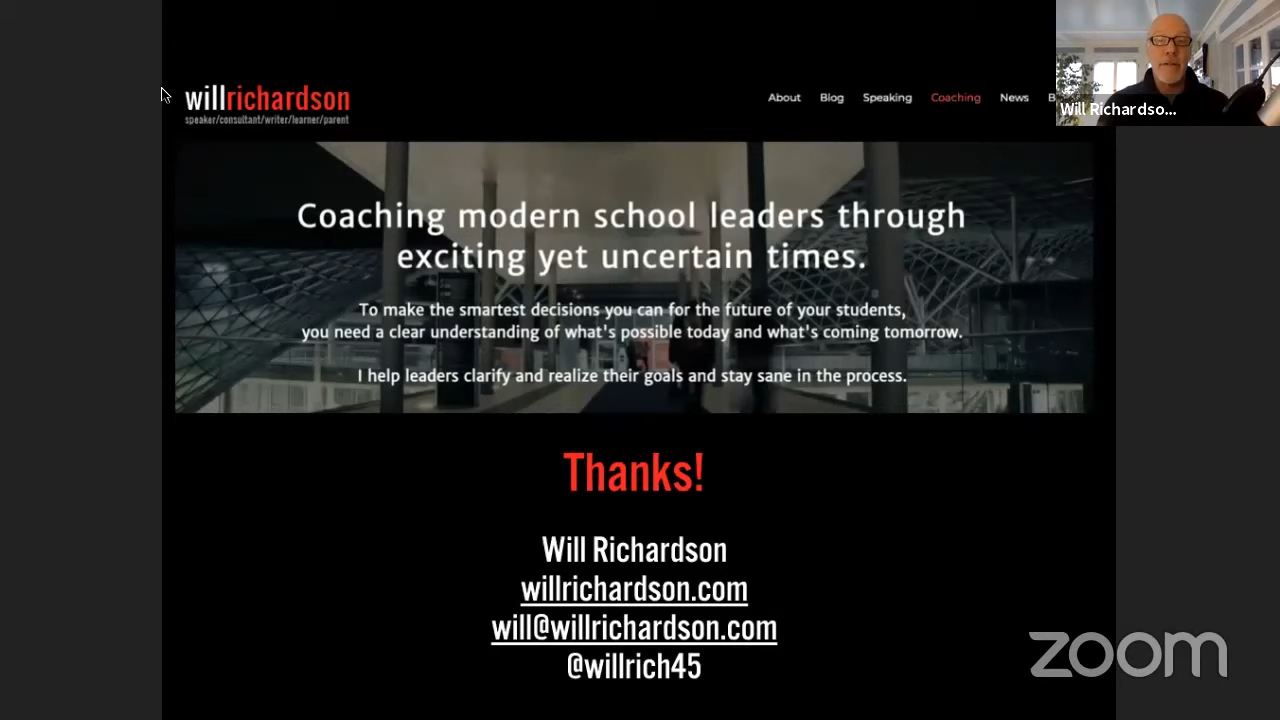 willrichardson
speaker/consultant/writer/learner/parent
About Blog Speaking Coaching News B
Will Richardso...
Coaching modern school leaders through
exciting yet uncertain times.
To make the smartest decisions you can for the future of your students,
you need a clear understanding of what's possible today and what's coming tomorrow.
I help leaders clarify and realize their goals and stay sane in the process.
Thanks!
Will Richardson
willrichardson.com
will@willrichardson.com
@willrich45
zoom